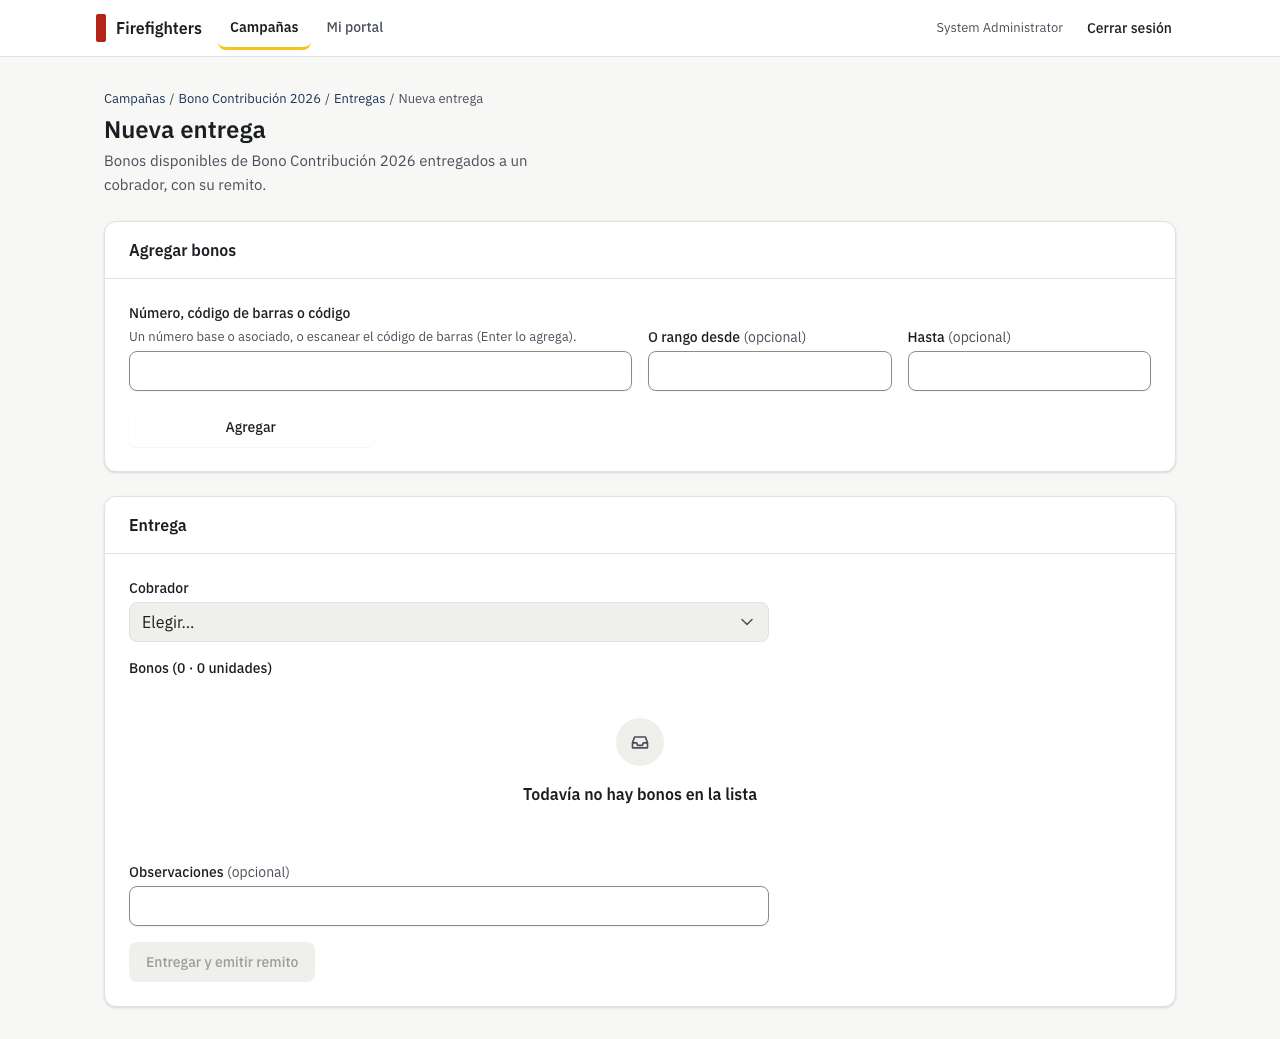 Firefighters
Campañas
Mi portal
System Administrator
Cerrar sesión
Campañas / Bono Contribución 2026 / Entregas / Nueva entrega
Nueva entrega
Bonos disponibles de Bono Contribución 2026 entregados a un
cobrador, con su remito.
Agregar bonos
Número, código de barras o código
Un número base o asociado, o escanear el código de barras (Enter lo agrega).
O rango desde (opcional)
Hasta (opcional)
Agregar
Entrega
Cobrador
Elegir...
Bonos (0 · 0 unidades)
Todavía no hay bonos en la lista
Observaciones (opcional)
Entregar y emitir remito